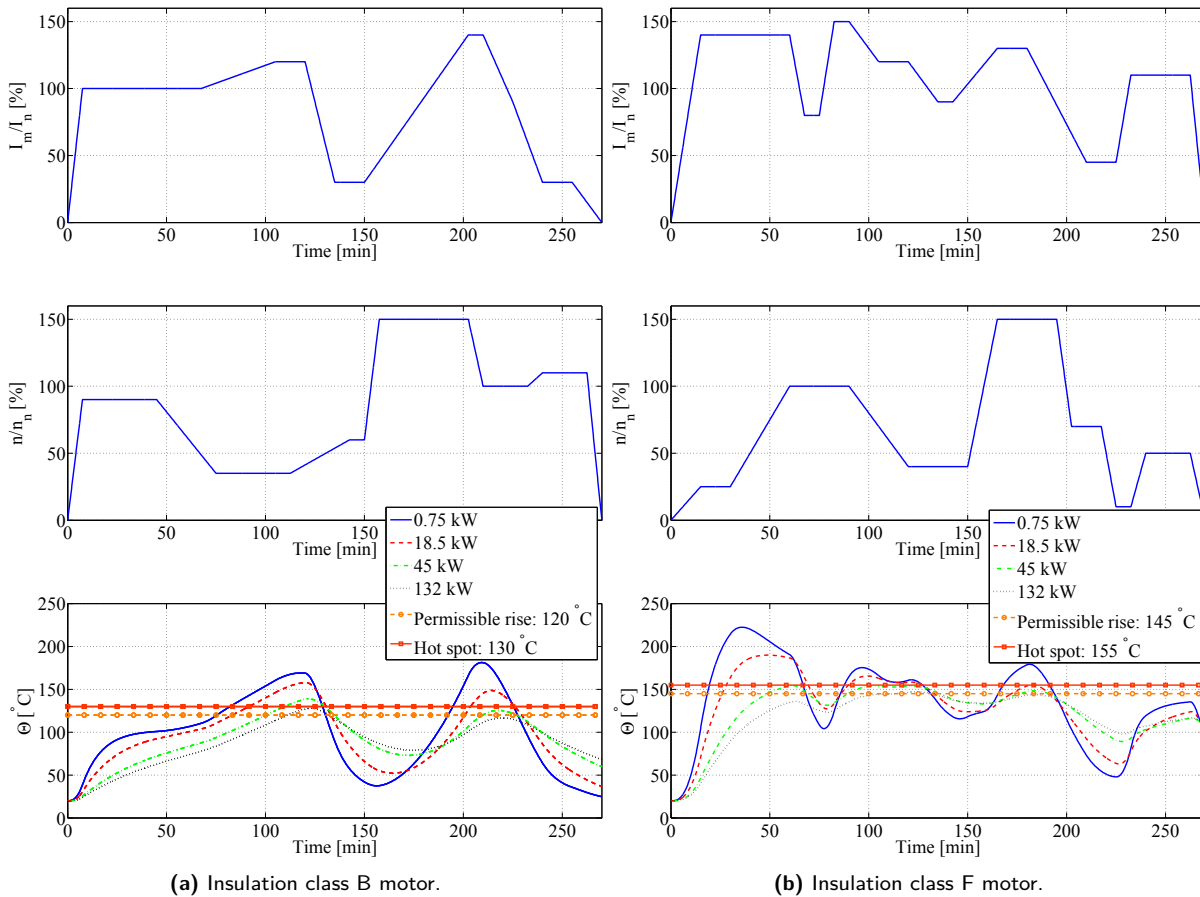 I_m/I_n [%]
150
100
50
0
0 50 100 150 200 250
Time [min]
I_m/I_n [%]
150
100
50
0
0 50 100 150 200 250
Time [min]
n/n_n [%]
150
100
50
0
0 50 100 150 200 250
Time [min]
n/n_n [%]
150
100
50
0
0 50 100 150 200 250
Time [min]
0.75 kW
18.5 kW
45 kW
132 kW
Permissible rise: 120 °C
Hot spot: 130 °C
0.75 kW
18.5 kW
45 kW
132 kW
Permissible rise: 145 °C
Hot spot: 155 °C
Θ [°C]
250
200
150
100
50
0
0 50 100 150 200 250
Time [min]
Θ [°C]
250
200
150
100
50
0
0 50 100 150 200 250
Time [min]
(a) Insulation class B motor.
(b) Insulation class F motor.